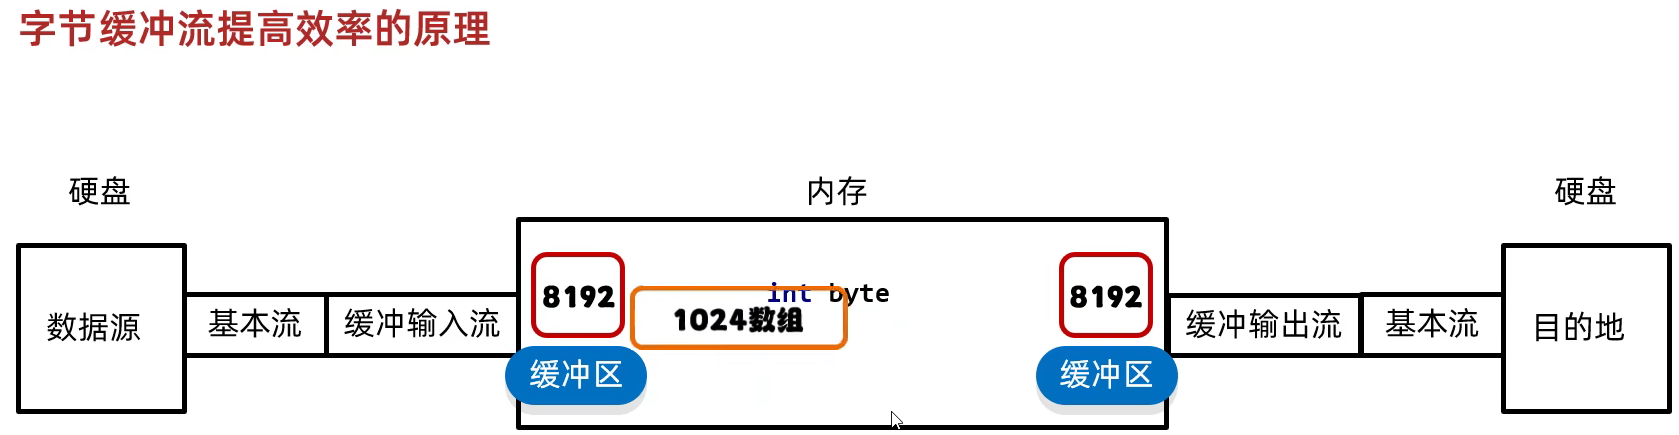 字节缓冲流提高效率的原理
硬盘
内存
硬盘
数据源
基本流
缓冲输入流
8192
缓冲区
int byte
1024数组
8192
缓冲区
缓冲输出流
基本流
目的地